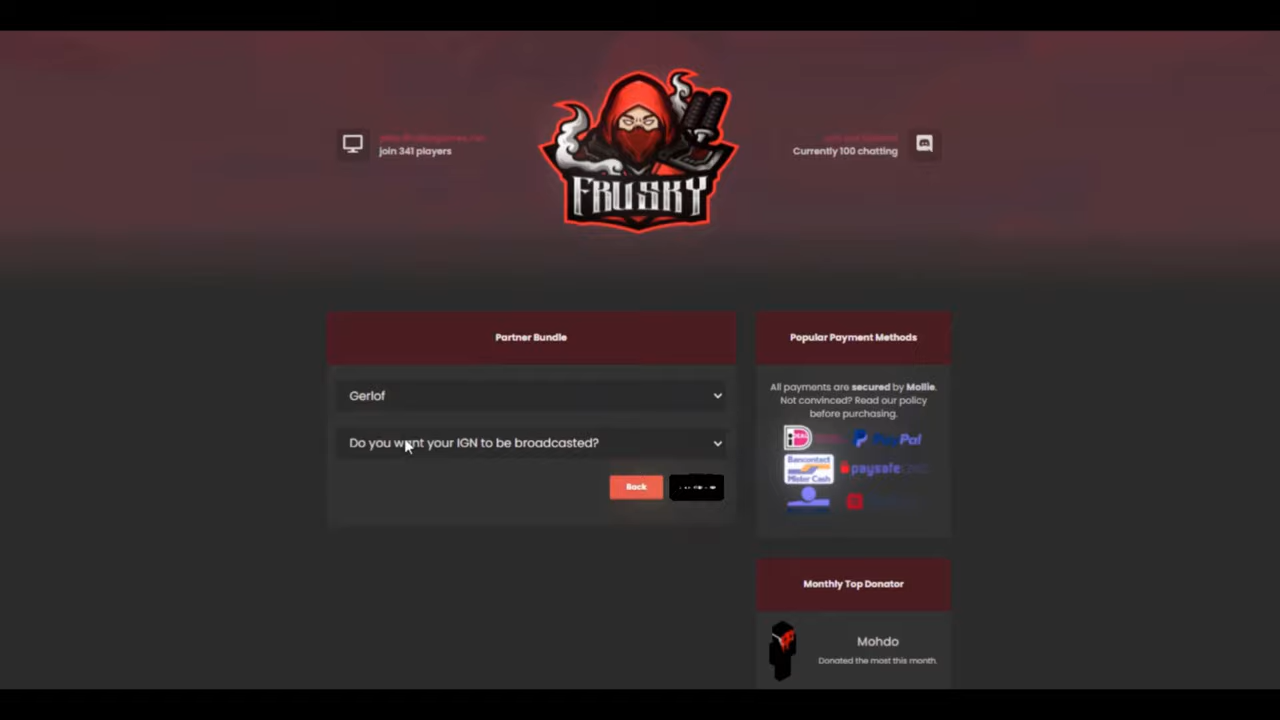 join 341 players
FRUSKY
Currently 100 chatting
Partner Bundle
Gerlof
Do you want your IGN to be broadcasted?
Back
Popular Payment Methods
All payments are secured by Mollie.
Not convinced? Read our policy
before purchasing.
PayPal
Bancontact
Mister Cash
paysafe
Monthly Top Donator
Mohdo
Donated the most this month.